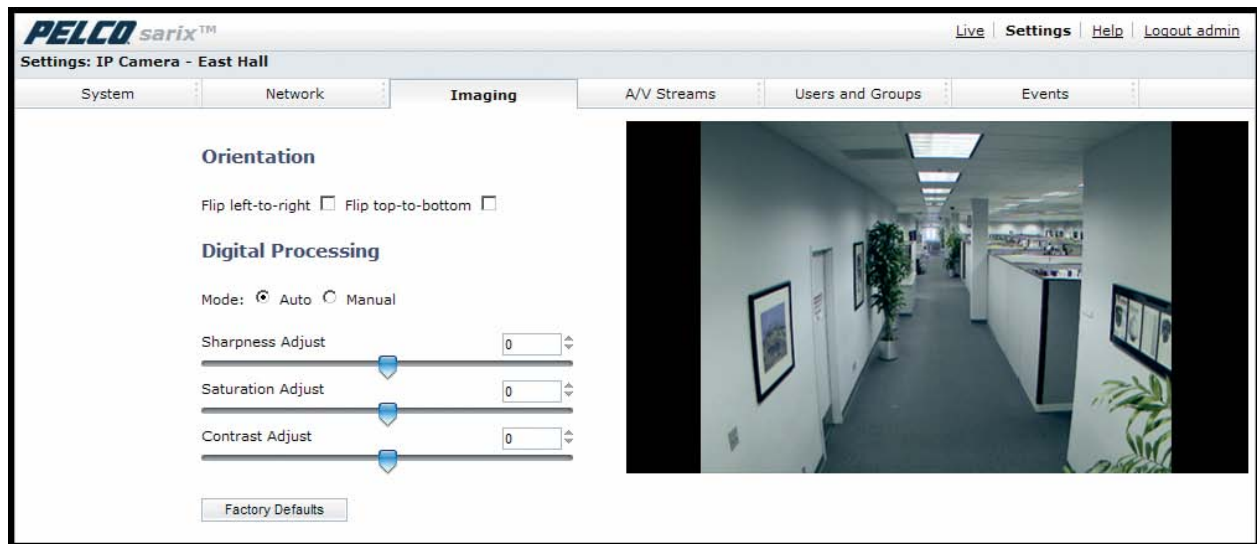 PELCO sarix™
Live Settings Help Logout admin
Settings: IP Camera - East Hall
System Network Imaging A/V Streams Users and Groups Events
Orientation
Flip left-to-right Flip top-to-bottom
Digital Processing
Mode: Auto Manual
Sharpness Adjust 0
Saturation Adjust 0
Contrast Adjust 0
Factory Defaults